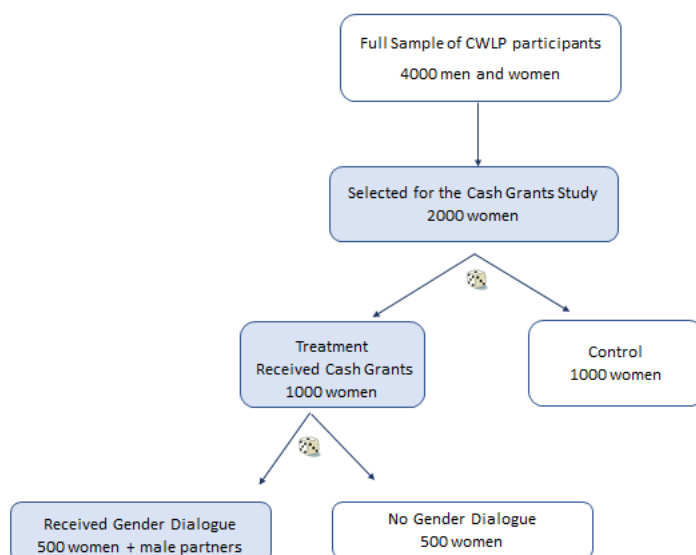 Full Sample of CWLP participants
4000 men and women
Selected for the Cash Grants Study
2000 women
Treatment
Received Cash Grants
1000 women
Control
1000 women
Received Gender Dialogue
500 women + male partners
No Gender Dialogue
500 women